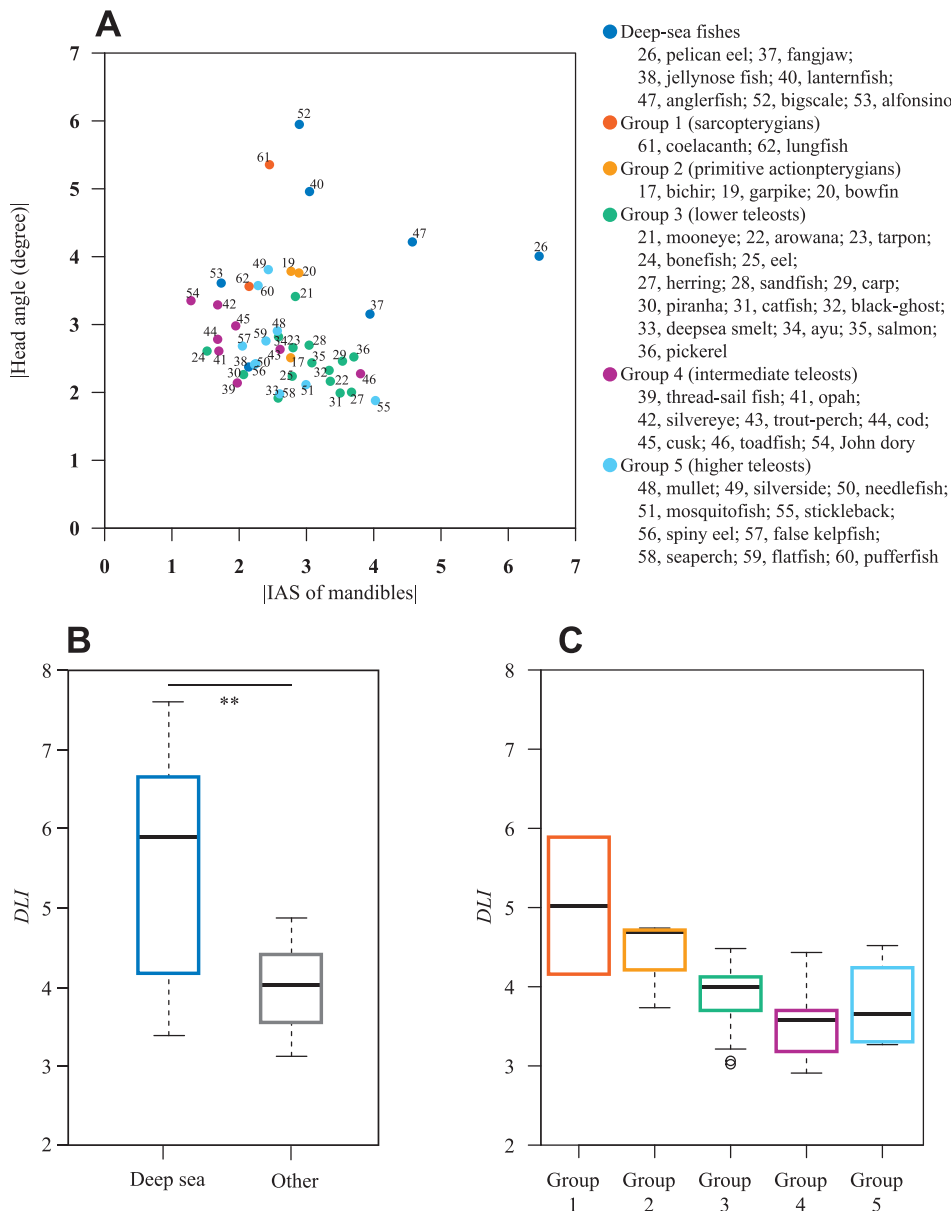 A
7
6
5
4
3
2
1
0
0 1 2 3 4 5 6 7
|Head angle (degree)|
|IAS of mandibles|
52
61
40
47
26
49
19
20
53
62
60
21
54
42
37
45
48
44
59
34
23
28
57
43
41
24
38
50
17
35
29
36
30
56
25
32
22
46
39
33
58
51
31
27
55
Deep-sea fishes
26, pelican eel; 37, fangjaw;
38, jellynose fish; 40, lanternfish;
47, anglerfish; 52, bigscale; 53, alfonsino
Group 1 (sarcopterygians)
61, coelacanth; 62, lungfish
Group 2 (primitive actionpterygians)
17, bichir; 19, garpike; 20, bowfin
Group 3 (lower teleosts)
21, mooneye; 22, arowana; 23, tarpon;
24, bonefish; 25, eel;
27, herring; 28, sandfish; 29, carp;
30, piranha; 31, catfish; 32, black-ghost;
33, deepsea smelt; 34, ayu; 35, salmon;
36, pickerel
Group 4 (intermediate teleosts)
39, thread-sail fish; 41, opah;
42, silvereye; 43, trout-perch; 44, cod;
45, cusk; 46, toadfish; 54, John dory
Group 5 (higher teleosts)
48, mullet; 49, silverside; 50, needlefish;
51, mosquitofish; 55, stickleback;
56, spiny eel; 57, false kelpfish;
58, seaperch; 59, flatfish; 60, pufferfish
B
8
7
6
5
4
3
2
DLI
**
Deep sea Other
C
8
7
6
5
4
3
2
DLI
Group Group Group Group Group
1 2 3 4 5